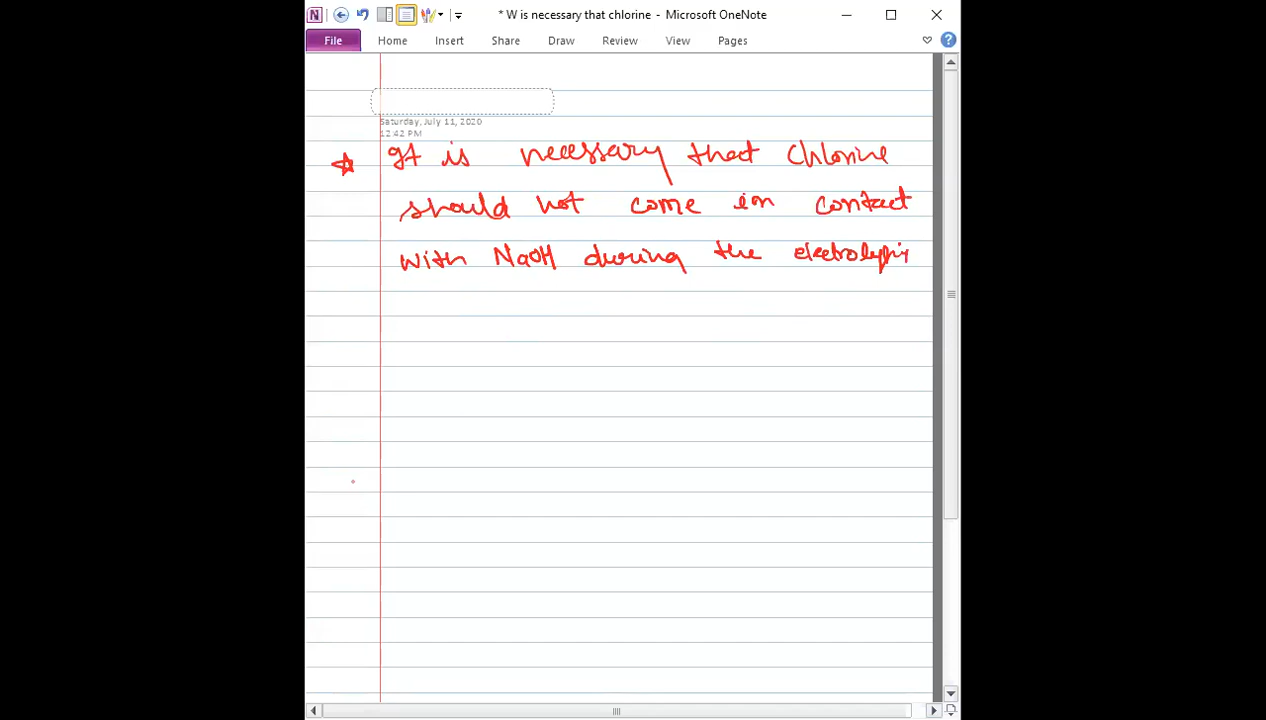 * W is necessary that chlorine - Microsoft OneNote
File Home Insert Share Draw Review View Pages
Saturday, July 11, 2020
12:42 PM
It is necessary that Chlorine
should not come in contact
with NaOH during the electrolysis